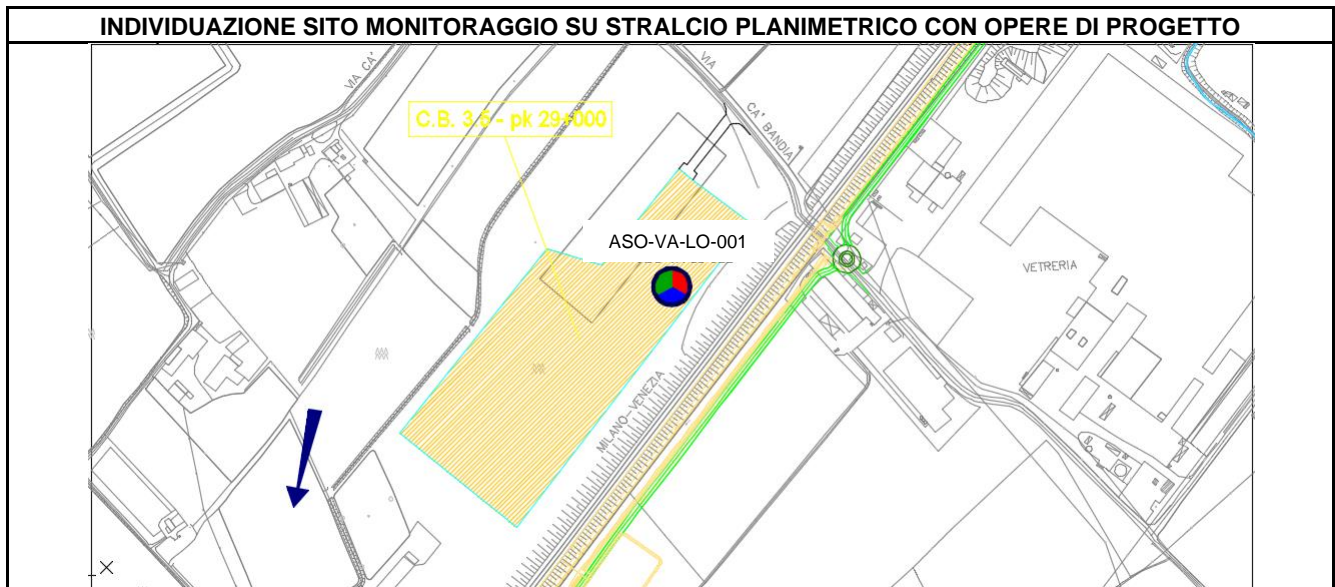 INDIVIDUAZIONE SITO MONITORAGGIO SU STRALCIO PLANIMETRICO CON OPERE DI PROGETTO
VIA CA'
VIA
CA' BANDIA
C.B. 3.6 - pk 29+000
ASO-VA-LO-001
VETRERIA
MILANO-VENEZIA